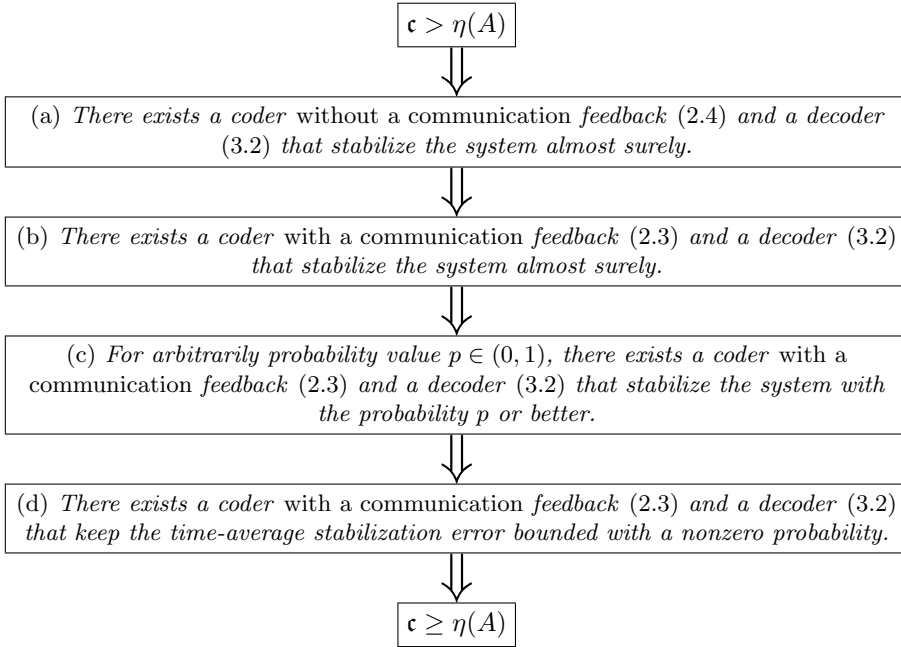 𝔠 > η(A)
(a) There exists a coder without a communication feedback (2.4) and a decoder
(3.2) that stabilize the system almost surely.
(b) There exists a coder with a communication feedback (2.3) and a decoder (3.2)
that stabilize the system almost surely.
(c) For arbitrarily probability value p ∈ (0, 1), there exists a coder with a
communication feedback (2.3) and a decoder (3.2) that stabilize the system with
the probability p or better.
(d) There exists a coder with a communication feedback (2.3) and a decoder (3.2)
that keep the time-average stabilization error bounded with a nonzero probability.
𝔠 ≥ η(A)